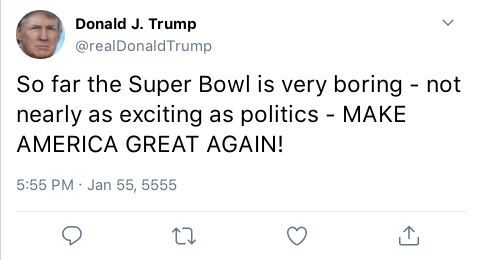 Donald J. Trump
@realDonaldTrump
So far the Super Bowl is very boring - not
nearly as exciting as politics - MAKE
AMERICA GREAT AGAIN!
5:55 PM · Jan 55, 5555